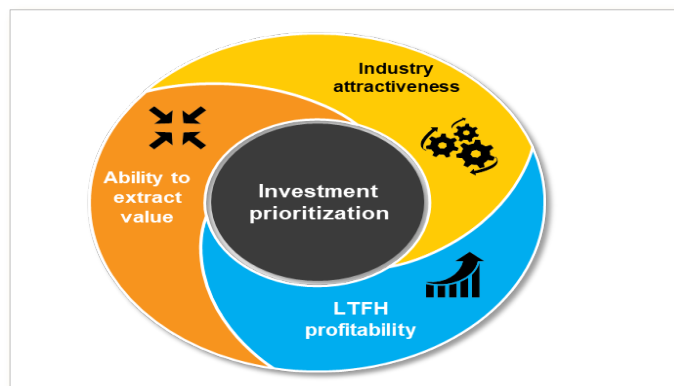 Industry
attractiveness
Ability to
extract
value
Investment
prioritization
LTFH
profitability